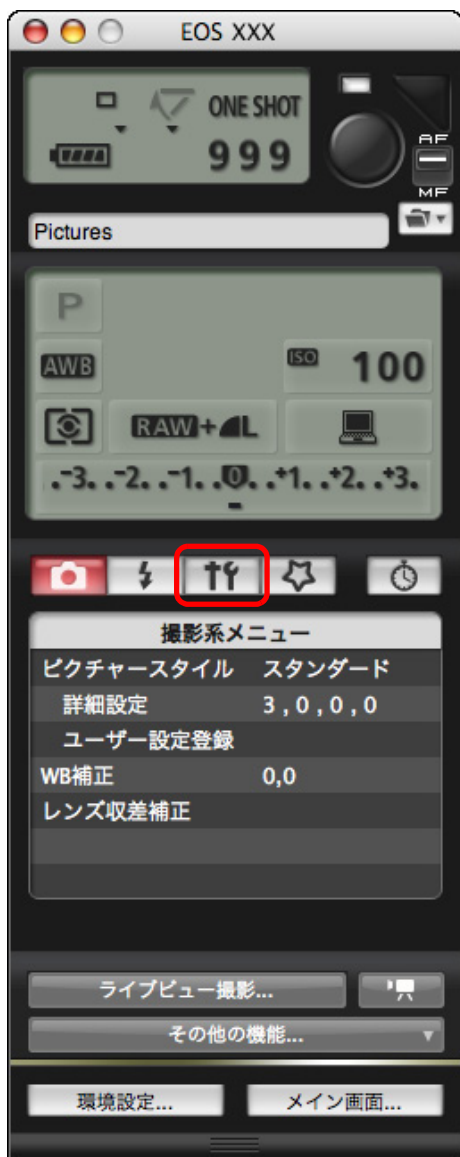 EOS XXX
ONE SHOT
999
AF
MF
Pictures
P
AWB
ISO 100
RAW+L
.-3. .-2. .-1. .0. .+1. .+2. .+3.
撮影系メニュー
ピクチャースタイル スタンダード
詳細設定 3,0,0,0
ユーザー設定登録
WB補正 0,0
レンズ収差補正
ライブビュー撮影...
その他の機能...
環境設定... メイン画面...